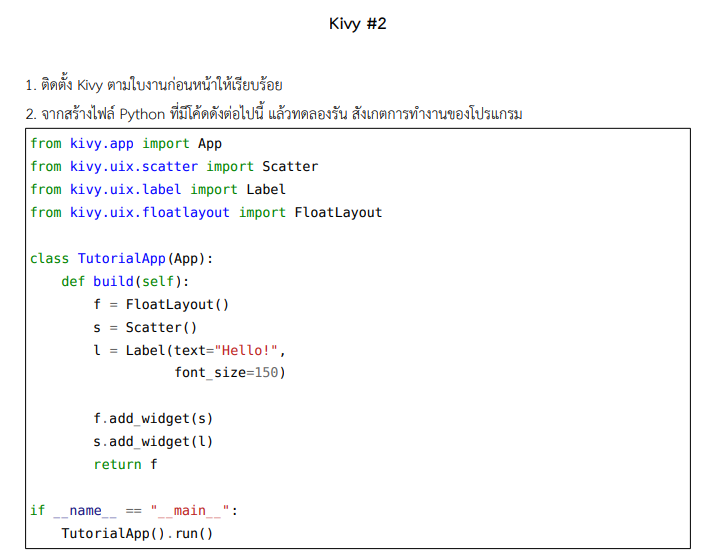 Kivy #2
1. ติดตั้ง Kivy ตามใบงานก่อนหน้าให้เรียบร้อย
2. จากสร้างไฟล์ Python ที่มีโค้ดดังต่อไปนี้ แล้วทดลองรัน สังเกตการทำงานของโปรแกรม
from kivy.app import App
from kivy.uix.scatter import Scatter
from kivy.uix.label import Label
from kivy.uix.floatlayout import FloatLayout
class TutorialApp(App):
    def build(self):
        f = FloatLayout()
        s = Scatter()
        l = Label(text="Hello!",
                  font_size=150)
        f.add_widget(s)
        s.add_widget(l)
        return f
if __name__ == "__main__":
    TutorialApp().run()